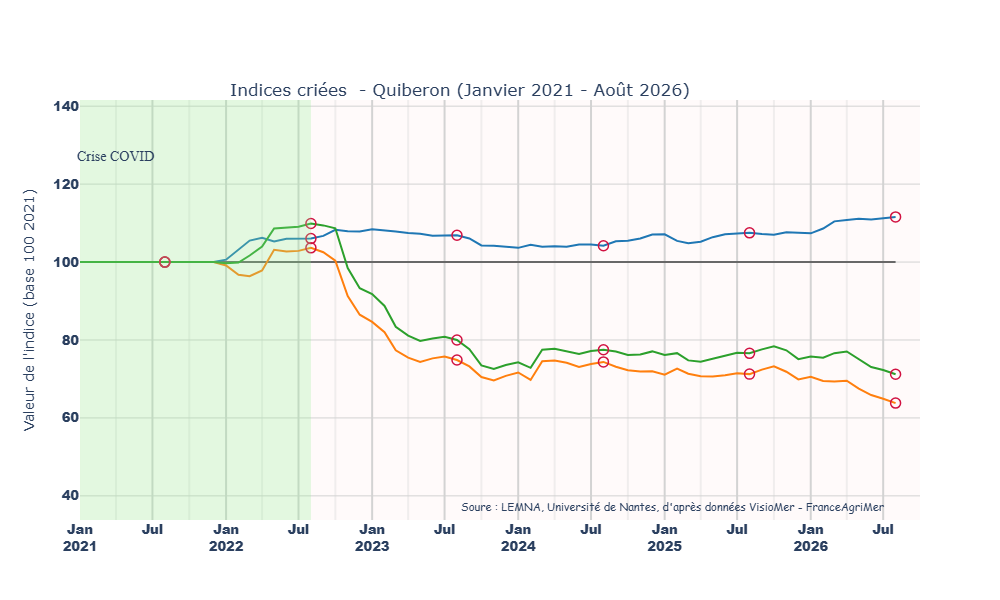 Indices criées  - Quiberon (Janvier 2021 - Août 2026)
Valeur de l'indice (base 100 2021)
140
120
100
80
60
40
Crise COVID
Soure : LEMNA, Université de Nantes, d'après données VisioMer - FranceAgriMer
Jan Jul Jan Jul Jan Jul Jan Jul Jan Jul Jan Jul
2021 2022 2023 2024 2025 2026